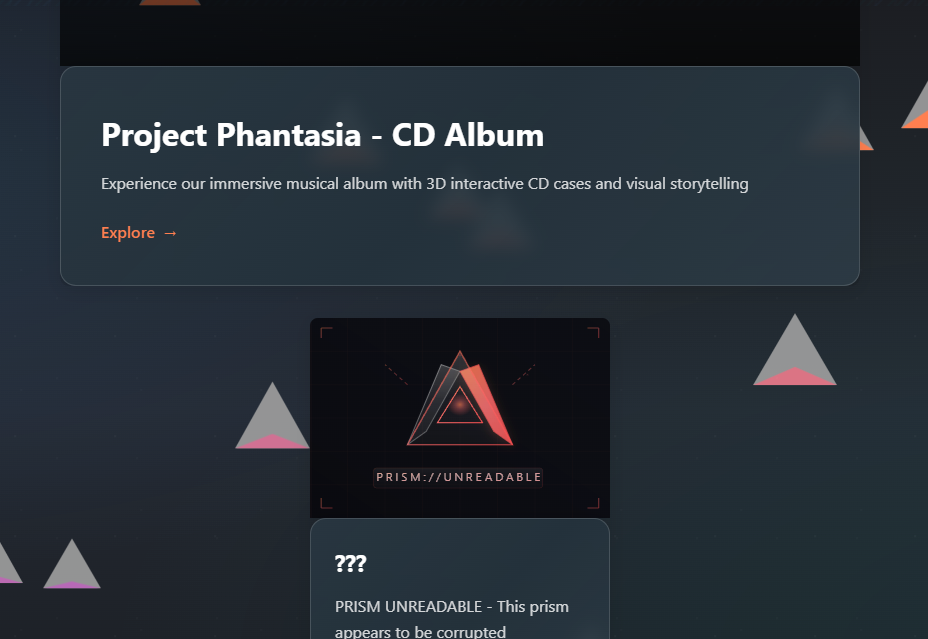 Project Phantasia - CD Album
Experience our immersive musical album with 3D interactive CD cases and visual storytelling
Explore →
PRISM://UNREADABLE
???
PRISM UNREADABLE - This prism
appears to be corrupted